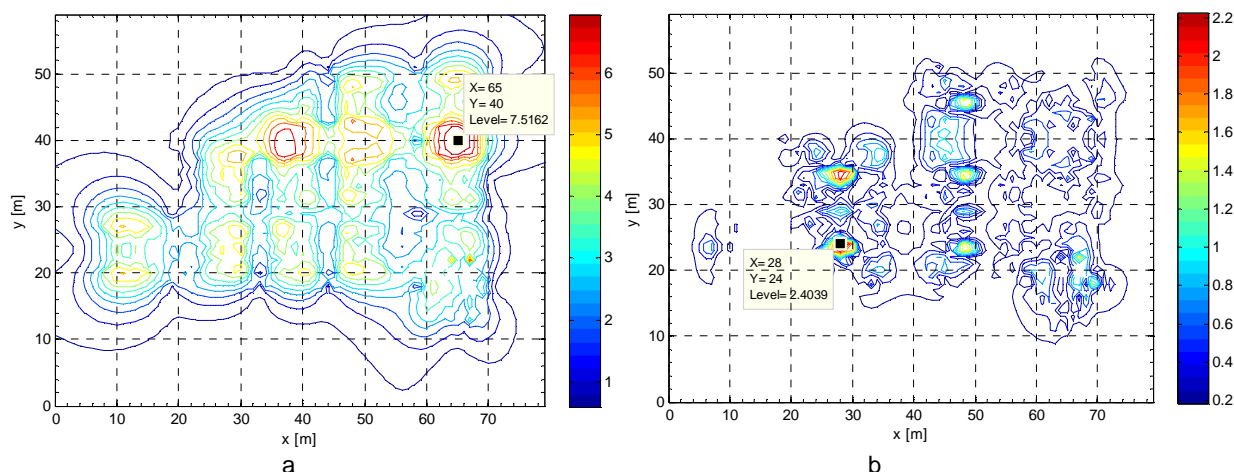 50
40
30
20
10
0
0 10 20 30 40 50 60 70
y [m]
x [m]
X= 65
Y= 40
Level= 7.5162
6
5
4
3
2
1
a
50
40
30
20
10
0
0 10 20 30 40 50 60 70
y [m]
x [m]
X= 28
Y= 24
Level= 2.4039
2.2
2
1.8
1.6
1.4
1.2
1
0.8
0.6
0.4
0.2
b